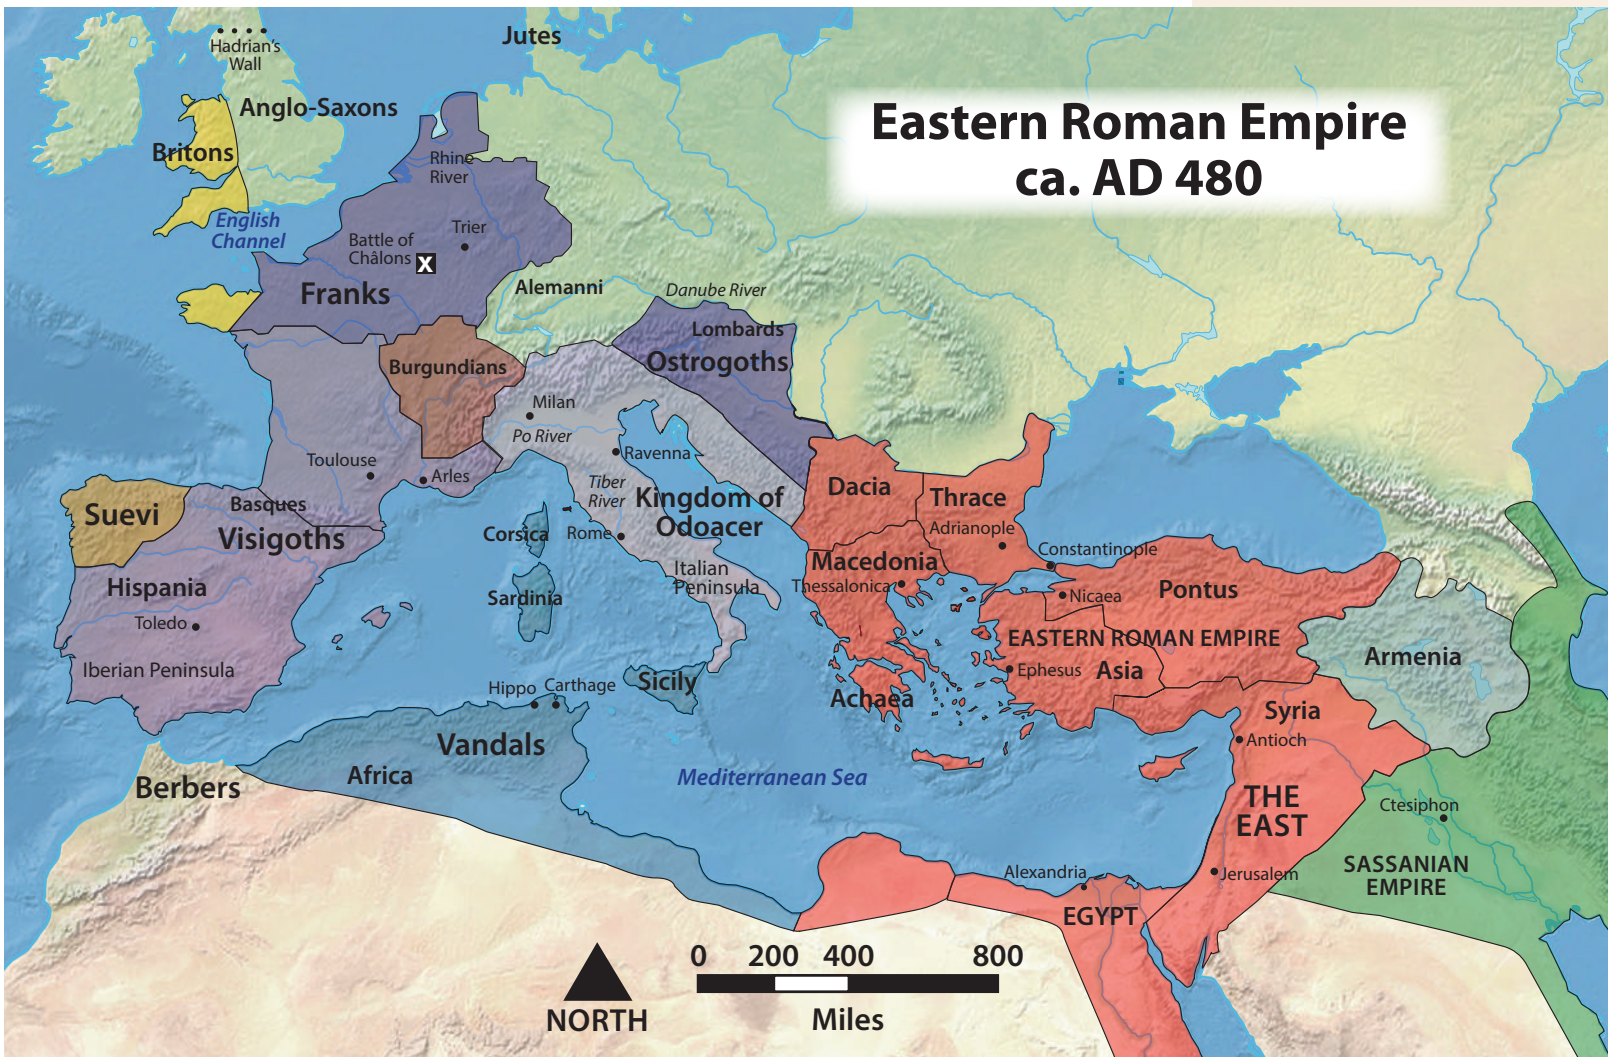 Eastern Roman Empire
ca. AD 480
Jutes
Hadrian's
Wall
Anglo-Saxons
Britons
English
Channel
Rhine
River
Trier
Battle of
Châlons
X
Franks
Alemanni
Danube River
Lombards
Ostrogoths
Burgundians
Milan
Po River
Ravenna
Toulouse
Arles
Tiber
River
Kingdom of
Odoacer
Dacia
Thrace
Adrianople
Suevi
Basques
Visigoths
Corsica
Rome
Constantinople
Macedonia
Thessalonica
Italian
Peninsula
Hispania
Sardinia
Nicaea
Pontus
Toledo
EASTERN ROMAN EMPIRE
Armenia
Iberian Peninsula
Ephesus
Asia
Hippo
Carthage
Sicily
Achaea
Syria
Antioch
Vandals
Africa
Berbers
Mediterranean Sea
THE
EAST
Ctesiphon
Alexandria
Jerusalem
SASSANIAN
EMPIRE
EGYPT
0 200 400 800
Miles
NORTH